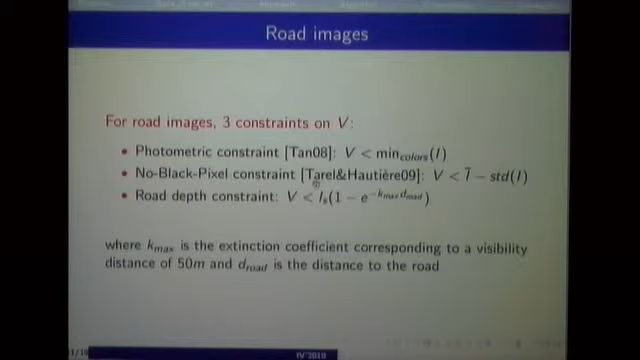 Road images
For road images, 3 constraints on V:
• Photometric constraint [Tan08]: V < min_colors(I)
• No-Black-Pixel constraint [Tarel&Hautière09]: V < Ī − std(I)
• Road depth constraint: V < I_s(1 − e^{−k_max d_road})
where k_max is the extinction coefficient corresponding to a visibility
distance of 50m and d_road is the distance to the road
IV'2010